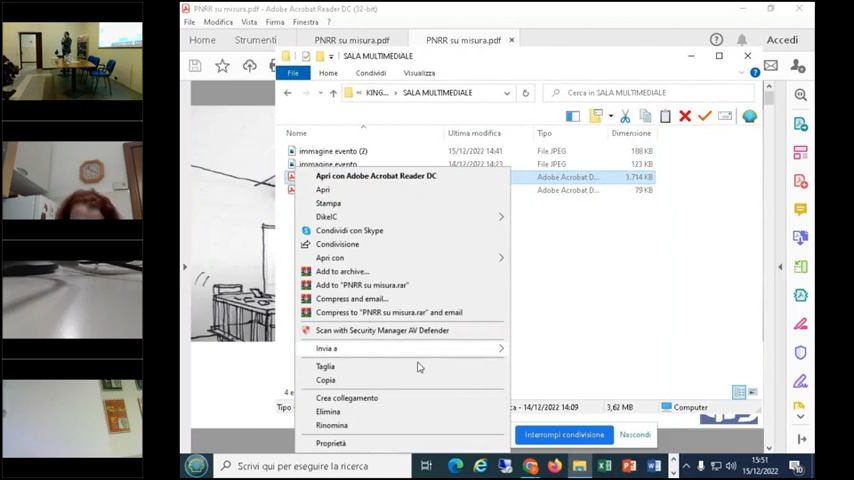 PNRR su misura.pdf - Adobe Acrobat Reader DC (32-bit)
File Modifica Vista Firma Finestra ?
Home Strumenti PNRR su misura.pdf PNRR su misura.pdf × Accedi
SALA MULTIMEDIALE
File Home Condividi Visualizza
« KING... > SALA MULTIMEDIALE Cerca in SALA MULTIMEDIALE
Nome Ultima modifica Tipo Dimensione
immagine evento (2) 15/12/2022 14:41 File JPEG 188 KB
immagine evento 14/12/2022 14:23 File JPEG 123 KB
Adobe Acrobat D... 3.714 KB
Adobe Acrobat D... 79 KB
Apri con Adobe Acrobat Reader DC
Apri
Stampa
DikeIC
Condividi con Skype
Condivisione
Apri con
Add to archive...
Add to "PNRR su misura.rar"
Compress and email...
Compress to "PNRR su misura.rar" and email
Scan with Security Manager AV Defender
Invia a
Taglia
Copia
Crea collegamento
Elimina
Rinomina
Proprietà
4 e
Tipo - 14/12/2022 - 14:09 3,62 MB Computer
Interrompi condivisione Nascondi
Scrivi qui per eseguire la ricerca
15:51
15/12/2022
10